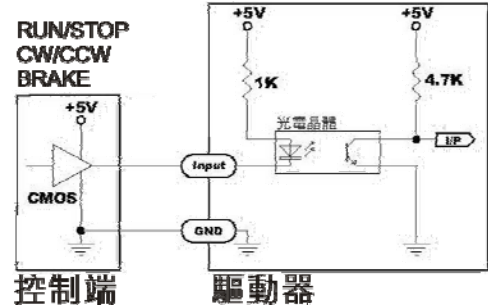 RUN/STOP
CW/CCW
BRAKE
+5V
CMOS
控制端
Input
GND
+5V
+5V
1K
4.7K
光電晶體
I/P
驅動器